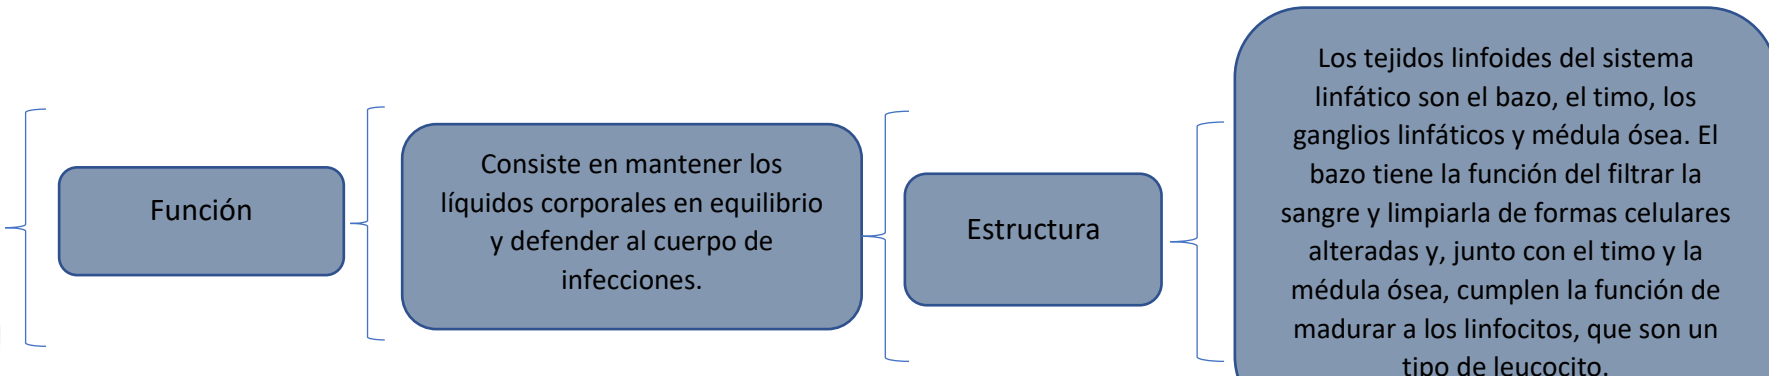 Función
Consiste en mantener los
líquidos corporales en equilibrio
y defender al cuerpo de
infecciones.
Estructura
Los tejidos linfoides del sistema
linfático son el bazo, el timo, los
ganglios linfáticos y médula ósea. El
bazo tiene la función del filtrar la
sangre y limpiarla de formas celulares
alteradas y, junto con el timo y la
médula ósea, cumplen la función de
madurar a los linfocitos, que son un
tipo de leucocito.